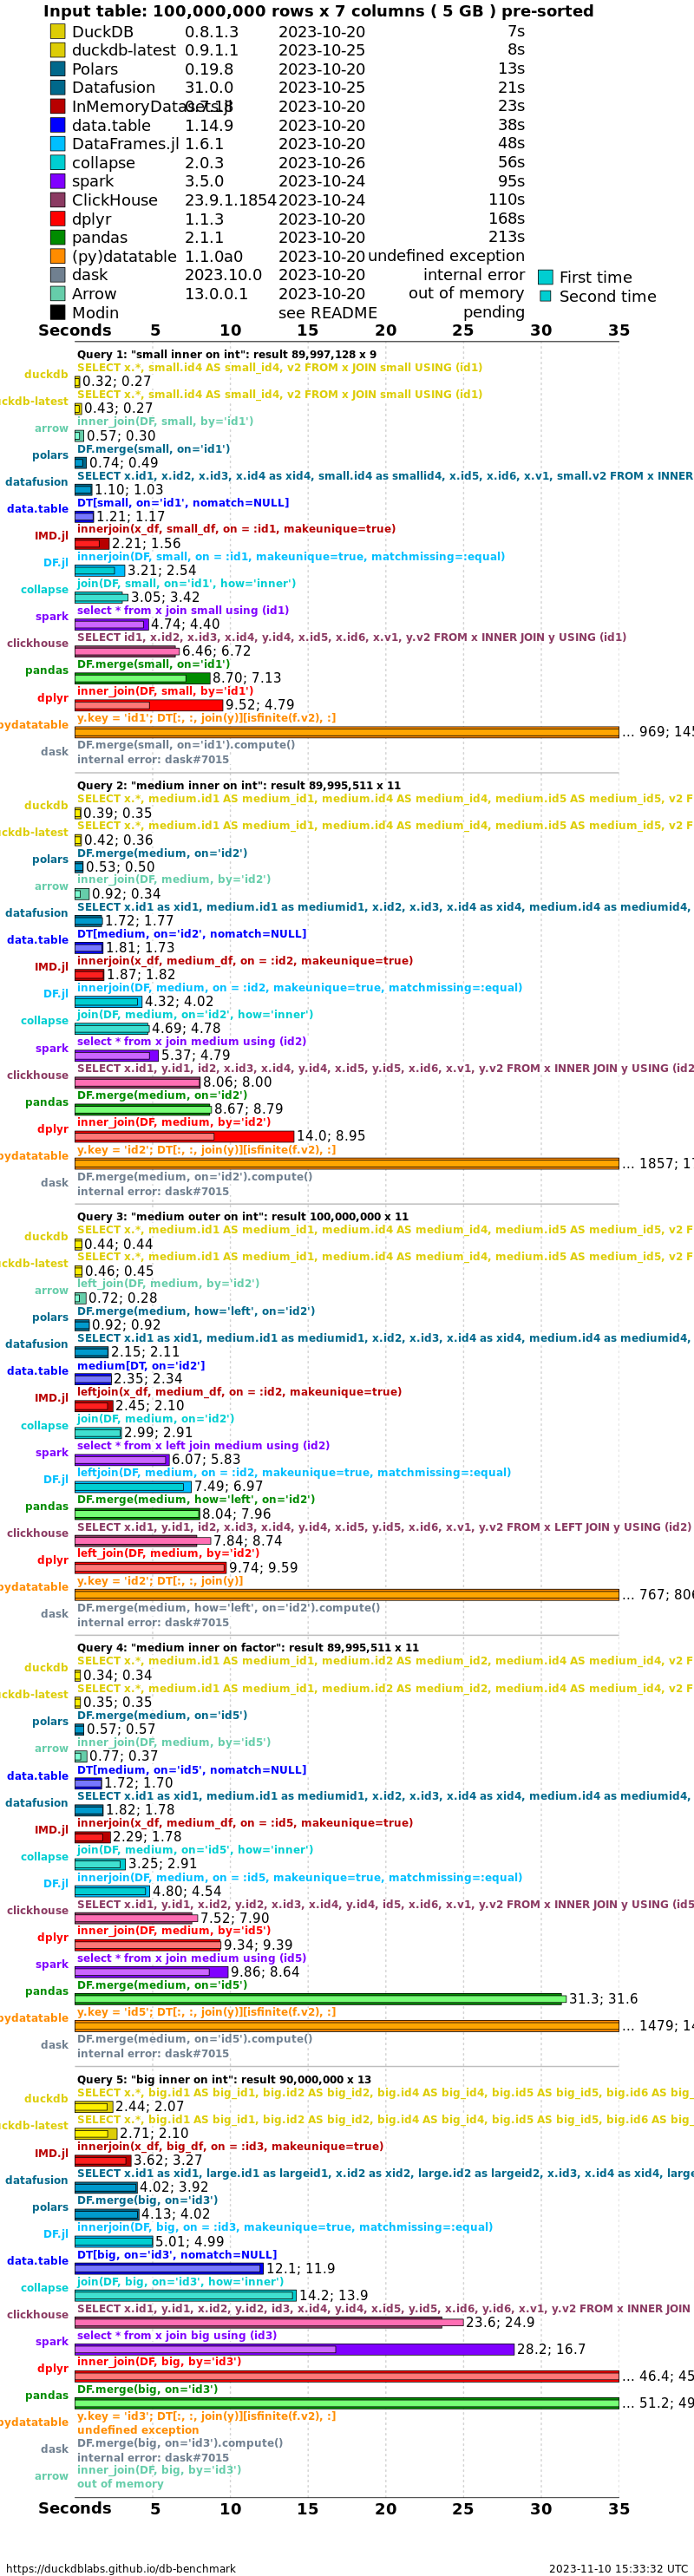 Input table: 100,000,000 rows x 7 columns ( 5 GB ) pre-sorted
DuckDB 0.8.1.3 2023-10-20 7s
duckdb-latest 0.9.1.1 2023-10-25 8s
Polars 0.19.8 2023-10-20 13s
Datafusion 31.0.0 2023-10-25 21s
InMemoryDatasets.jl 0.7.18 2023-10-20 23s
data.table 1.14.9 2023-10-20 38s
DataFrames.jl 1.6.1 2023-10-20 48s
collapse 2.0.3 2023-10-26 56s
spark 3.5.0 2023-10-24 95s
ClickHouse 23.9.1.1854 2023-10-24 110s
dplyr 1.1.3 2023-10-20 168s
pandas 2.1.1 2023-10-20 213s
(py)datatable 1.1.0a0 2023-10-20 undefined exception
dask 2023.10.0 2023-10-20 internal error
First time
Arrow 13.0.0.1 2023-10-20 out of memory
Second time
Modin see README pending
Seconds 5 10 15 20 25 30 35
Query 1: "small inner on int": result 89,997,128 x 9
SELECT x.*, small.id4 AS small_id4, v2 FROM x JOIN small USING (id1)
duckdb 0.32; 0.27
SELECT x.*, small.id4 AS small_id4, v2 FROM x JOIN small USING (id1)
uckdb-latest 0.43; 0.27
inner_join(DF, small, by='id1')
arrow 0.57; 0.30
DF.merge(small, on='id1')
polars 0.74; 0.49
SELECT x.id1, x.id2, x.id3, x.id4 as xid4, small.id4 as smallid4, x.id5, x.id6, x.v1, small.v2 FROM x INNER
datafusion 1.10; 1.03
DT[small, on='id1', nomatch=NULL]
data.table 1.21; 1.17
innerjoin(x_df, small_df, on = :id1, makeunique=true)
IMD.jl 2.21; 1.56
innerjoin(DF, small, on = :id1, makeunique=true, matchmissing=:equal)
DF.jl 3.21; 2.54
join(DF, small, on='id1', how='inner')
collapse 3.05; 3.42
select * from x join small using (id1)
spark 4.74; 4.40
SELECT id1, x.id2, x.id3, x.id4, y.id4, x.id5, x.id6, x.v1, y.v2 FROM x INNER JOIN y USING (id1)
clickhouse 6.46; 6.72
DF.merge(small, on='id1')
pandas 8.70; 7.13
inner_join(DF, small, by='id1')
dplyr 9.52; 4.79
y.key = 'id1'; DT[:, :, join(y)][isfinite(f.v2), :]
pydatatable ... 969; 145
DF.merge(small, on='id1').compute()
dask
internal error: dask#7015
Query 2: "medium inner on int": result 89,995,511 x 11
SELECT x.*, medium.id1 AS medium_id1, medium.id4 AS medium_id4, medium.id5 AS medium_id5, v2 F
duckdb 0.39; 0.35
SELECT x.*, medium.id1 AS medium_id1, medium.id4 AS medium_id4, medium.id5 AS medium_id5, v2 F
uckdb-latest 0.42; 0.36
DF.merge(medium, on='id2')
polars 0.53; 0.50
inner_join(DF, medium, by='id2')
arrow 0.92; 0.34
SELECT x.id1 as xid1, medium.id1 as mediumid1, x.id2, x.id3, x.id4 as xid4, medium.id4 as mediumid4,
datafusion 1.72; 1.77
DT[medium, on='id2', nomatch=NULL]
data.table 1.81; 1.73
innerjoin(x_df, medium_df, on = :id2, makeunique=true)
IMD.jl 1.87; 1.82
innerjoin(DF, medium, on = :id2, makeunique=true, matchmissing=:equal)
DF.jl 4.32; 4.02
join(DF, medium, on='id2', how='inner')
collapse 4.69; 4.78
select * from x join medium using (id2)
spark 5.37; 4.79
SELECT x.id1, y.id1, id2, x.id3, x.id4, y.id4, x.id5, y.id5, x.id6, x.v1, y.v2 FROM x INNER JOIN y USING (id2
clickhouse 8.06; 8.00
DF.merge(medium, on='id2')
pandas 8.67; 8.79
inner_join(DF, medium, by='id2')
dplyr 14.0; 8.95
y.key = 'id2'; DT[:, :, join(y)][isfinite(f.v2), :]
pydatatable ... 1857; 17
DF.merge(medium, on='id2').compute()
dask
internal error: dask#7015
Query 3: "medium outer on int": result 100,000,000 x 11
SELECT x.*, medium.id1 AS medium_id1, medium.id4 AS medium_id4, medium.id5 AS medium_id5, v2 F
duckdb 0.44; 0.44
SELECT x.*, medium.id1 AS medium_id1, medium.id4 AS medium_id4, medium.id5 AS medium_id5, v2 F
uckdb-latest 0.46; 0.45
left_join(DF, medium, by='id2')
arrow 0.72; 0.28
DF.merge(medium, how='left', on='id2')
polars 0.92; 0.92
SELECT x.id1 as xid1, medium.id1 as mediumid1, x.id2, x.id3, x.id4 as xid4, medium.id4 as mediumid4,
datafusion 2.15; 2.11
medium[DT, on='id2']
data.table 2.35; 2.34
leftjoin(x_df, medium_df, on = :id2, makeunique=true)
IMD.jl 2.45; 2.10
join(DF, medium, on='id2')
collapse 2.99; 2.91
select * from x left join medium using (id2)
spark 6.07; 5.83
leftjoin(DF, medium, on = :id2, makeunique=true, matchmissing=:equal)
DF.jl 7.49; 6.97
DF.merge(medium, how='left', on='id2')
pandas 8.04; 7.96
SELECT x.id1, y.id1, id2, x.id3, x.id4, y.id4, x.id5, y.id5, x.id6, x.v1, y.v2 FROM x LEFT JOIN y USING (id2)
clickhouse 7.84; 8.74
left_join(DF, medium, by='id2')
dplyr 9.74; 9.59
y.key = 'id2'; DT[:, :, join(y)]
pydatatable ... 767; 806
DF.merge(medium, how='left', on='id2').compute()
dask
internal error: dask#7015
Query 4: "medium inner on factor": result 89,995,511 x 11
SELECT x.*, medium.id1 AS medium_id1, medium.id2 AS medium_id2, medium.id4 AS medium_id4, v2 F
duckdb 0.34; 0.34
SELECT x.*, medium.id1 AS medium_id1, medium.id2 AS medium_id2, medium.id4 AS medium_id4, v2 F
uckdb-latest 0.35; 0.35
DF.merge(medium, on='id5')
polars 0.57; 0.57
inner_join(DF, medium, by='id5')
arrow 0.77; 0.37
DT[medium, on='id5', nomatch=NULL]
data.table 1.72; 1.70
SELECT x.id1 as xid1, medium.id1 as mediumid1, x.id2, x.id3, x.id4 as xid4, medium.id4 as mediumid4,
datafusion 1.82; 1.78
innerjoin(x_df, medium_df, on = :id5, makeunique=true)
IMD.jl 2.29; 1.78
join(DF, medium, on='id5', how='inner')
collapse 3.25; 2.91
innerjoin(DF, medium, on = :id5, makeunique=true, matchmissing=:equal)
DF.jl 4.80; 4.54
SELECT x.id1, y.id1, x.id2, y.id2, x.id3, x.id4, y.id4, id5, x.id6, x.v1, y.v2 FROM x INNER JOIN y USING (id5
clickhouse 7.52; 7.90
inner_join(DF, medium, by='id5')
dplyr 9.34; 9.39
select * from x join medium using (id5)
spark 9.86; 8.64
DF.merge(medium, on='id5')
pandas 31.3; 31.6
y.key = 'id5'; DT[:, :, join(y)][isfinite(f.v2), :]
pydatatable ... 1479; 14
DF.merge(medium, on='id5').compute()
dask
internal error: dask#7015
Query 5: "big inner on int": result 90,000,000 x 13
SELECT x.*, big.id1 AS big_id1, big.id2 AS big_id2, big.id4 AS big_id4, big.id5 AS big_id5, big.id6 AS big_
duckdb 2.44; 2.07
SELECT x.*, big.id1 AS big_id1, big.id2 AS big_id2, big.id4 AS big_id4, big.id5 AS big_id5, big.id6 AS big_
uckdb-latest 2.71; 2.10
innerjoin(x_df, big_df, on = :id3, makeunique=true)
IMD.jl 3.62; 3.27
SELECT x.id1 as xid1, large.id1 as largeid1, x.id2 as xid2, large.id2 as largeid2, x.id3, x.id4 as xid4, large
datafusion 4.02; 3.92
DF.merge(big, on='id3')
polars 4.13; 4.02
innerjoin(DF, big, on = :id3, makeunique=true, matchmissing=:equal)
DF.jl 5.01; 4.99
DT[big, on='id3', nomatch=NULL]
data.table 12.1; 11.9
join(DF, big, on='id3', how='inner')
collapse 14.2; 13.9
SELECT x.id1, y.id1, x.id2, y.id2, id3, x.id4, y.id4, x.id5, y.id5, x.id6, y.id6, x.v1, y.v2 FROM x INNER JOIN
clickhouse 23.6; 24.9
select * from x join big using (id3)
spark 28.2; 16.7
inner_join(DF, big, by='id3')
dplyr ... 46.4; 45
DF.merge(big, on='id3')
pandas ... 51.2; 49
y.key = 'id3'; DT[:, :, join(y)][isfinite(f.v2), :]
pydatatable
undefined exception
DF.merge(big, on='id3').compute()
dask
internal error: dask#7015
inner_join(DF, big, by='id3')
arrow
out of memory
Seconds 5 10 15 20 25 30 35
https://duckdblabs.github.io/db-benchmark 2023-11-10 15:33:32 UTC